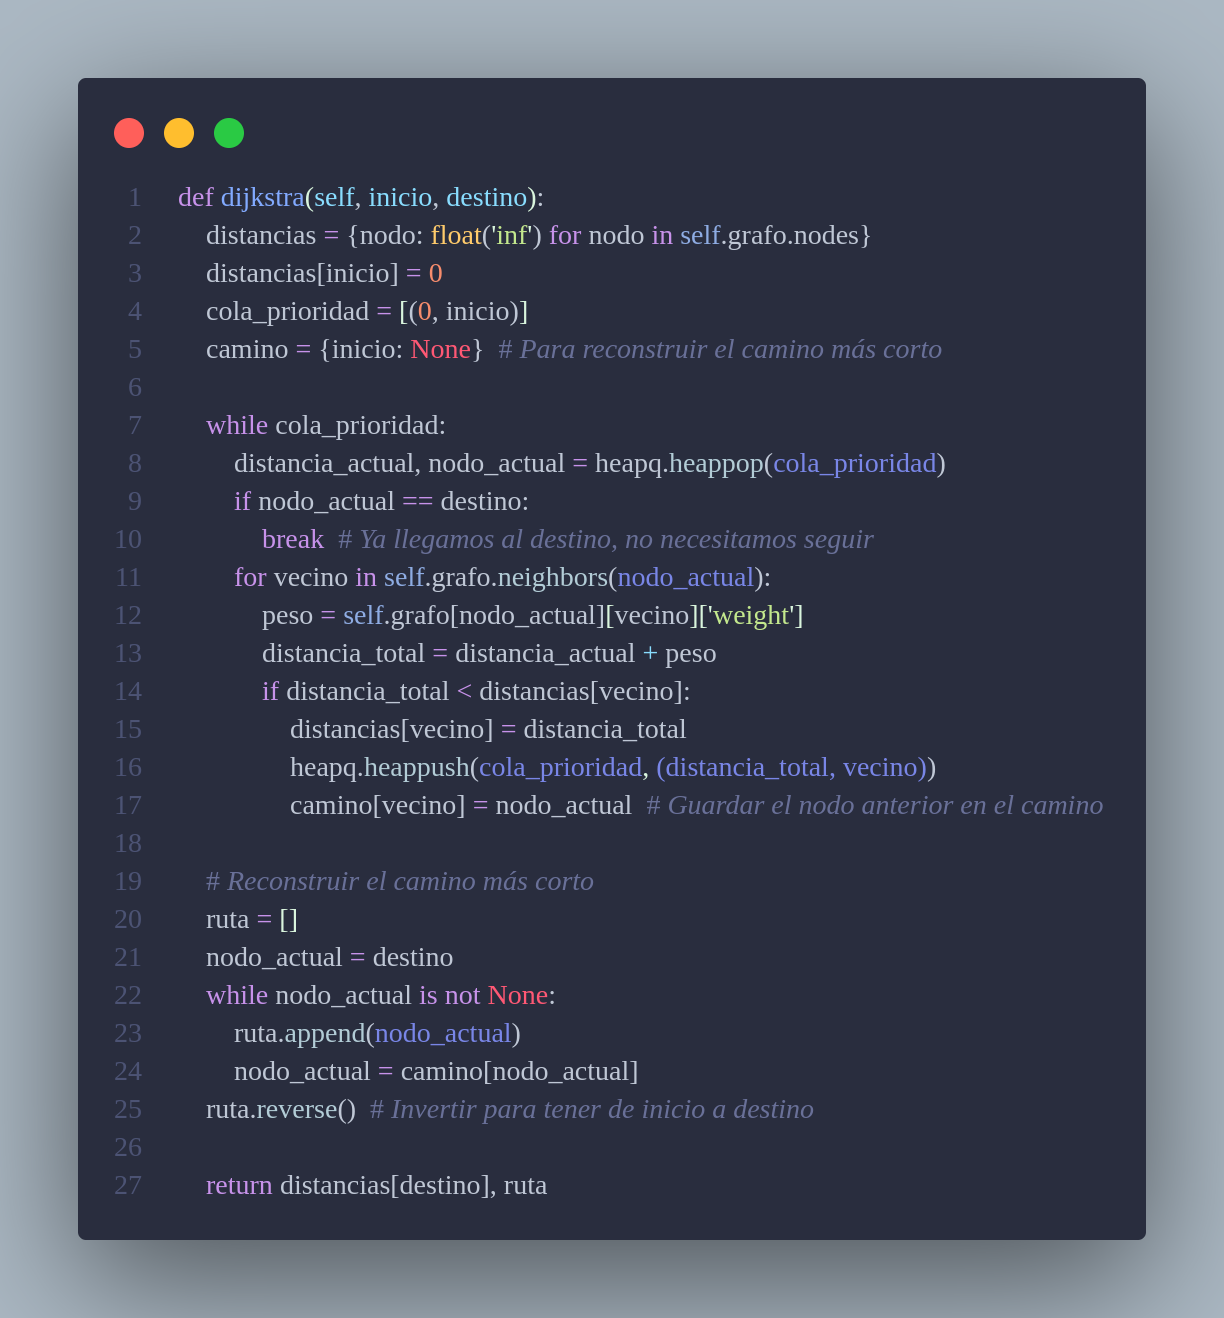 1 def dijkstra(self, inicio, destino):
2     distancias = {nodo: float('inf') for nodo in self.grafo.nodes}
3     distancias[inicio] = 0
4     cola_prioridad = [(0, inicio)]
5     camino = {inicio: None}  # Para reconstruir el camino más corto
6
7     while cola_prioridad:
8         distancia_actual, nodo_actual = heapq.heappop(cola_prioridad)
9         if nodo_actual == destino:
10             break  # Ya llegamos al destino, no necesitamos seguir
11         for vecino in self.grafo.neighbors(nodo_actual):
12             peso = self.grafo[nodo_actual][vecino]['weight']
13             distancia_total = distancia_actual + peso
14             if distancia_total < distancias[vecino]:
15                 distancias[vecino] = distancia_total
16                 heapq.heappush(cola_prioridad, (distancia_total, vecino))
17                 camino[vecino] = nodo_actual  # Guardar el nodo anterior en el camino
18
19     # Reconstruir el camino más corto
20     ruta = []
21     nodo_actual = destino
22     while nodo_actual is not None:
23         ruta.append(nodo_actual)
24         nodo_actual = camino[nodo_actual]
25     ruta.reverse()  # Invertir para tener de inicio a destino
26
27     return distancias[destino], ruta